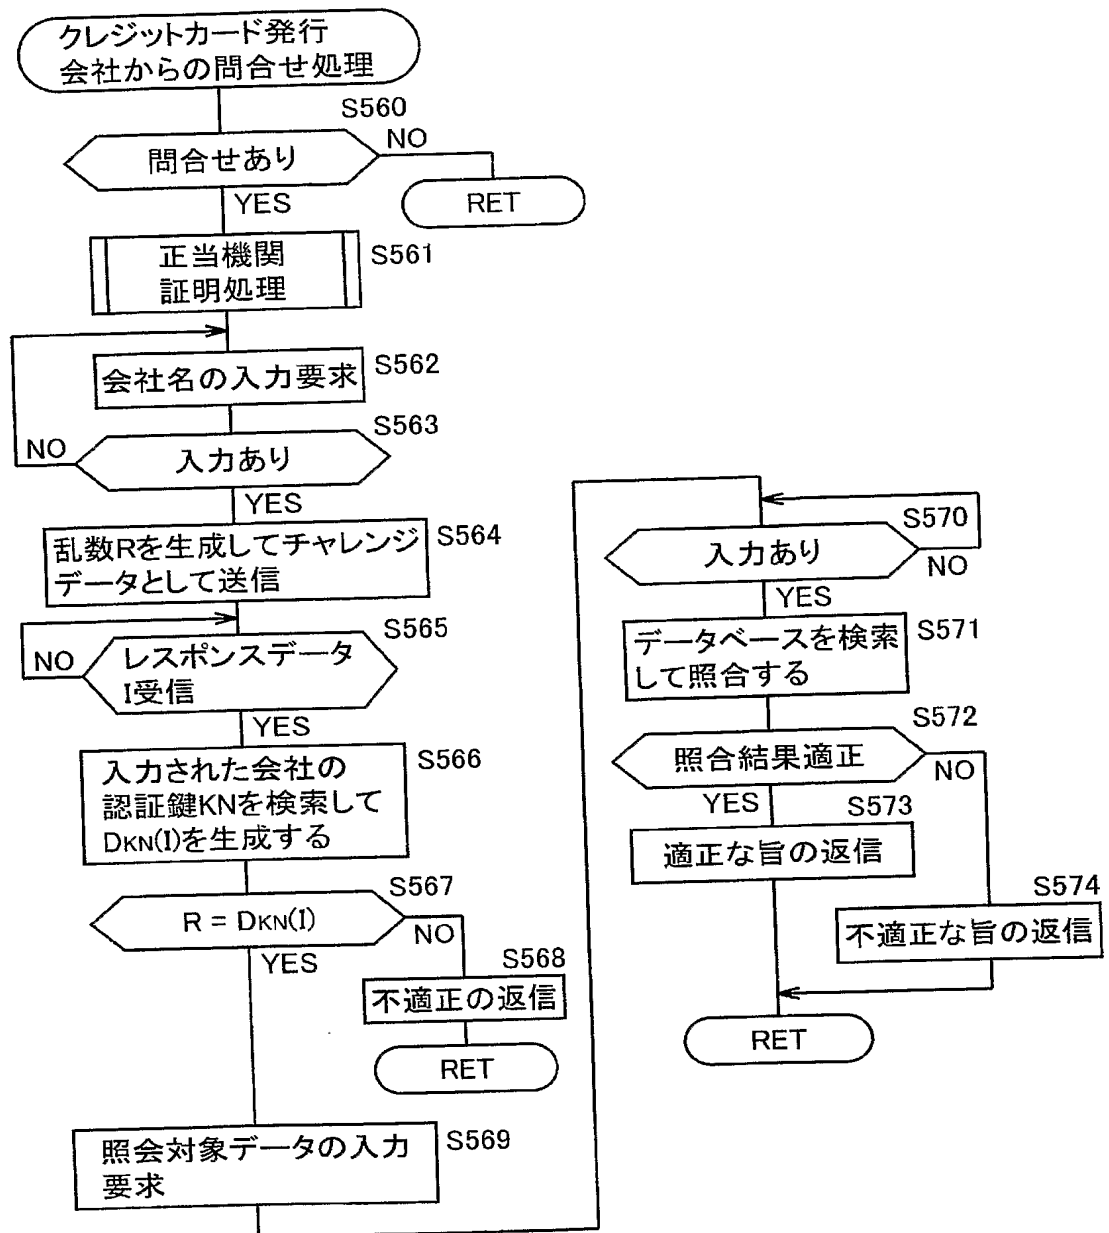 クレジットカード発行
会社からの問合せ処理
S560
問合せあり
NO
RET
YES
正当機関
証明処理
S561
会社名の入力要求
S562
S563
入力あり
NO
YES
乱数Rを生成してチャレンジ
データとして送信
S564
S565
レスポンスデータ
I受信
NO
YES
入力された会社の
認証鍵KNを検索して
DKN(I)を生成する
S566
S567
R = DKN(I)
NO
YES
S568
不適正の返信
RET
照会対象データの入力
要求
S569
S570
入力あり
NO
YES
データベースを検索
して照合する
S571
S572
照合結果適正
NO
YES
S573
適正な旨の返信
S574
不適正な旨の返信
RET